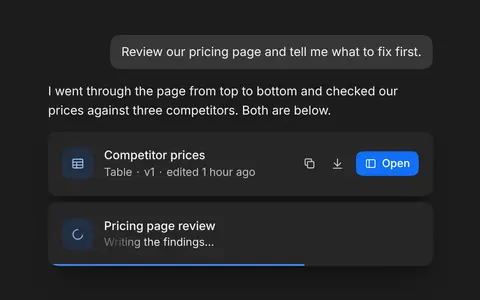 Review our pricing page and tell me what to fix first.
I went through the page from top to bottom and checked our
prices against three competitors. Both are below.
Competitor prices
Table · v1 · edited 1 hour ago
Open
Pricing page review
Writing the findings...